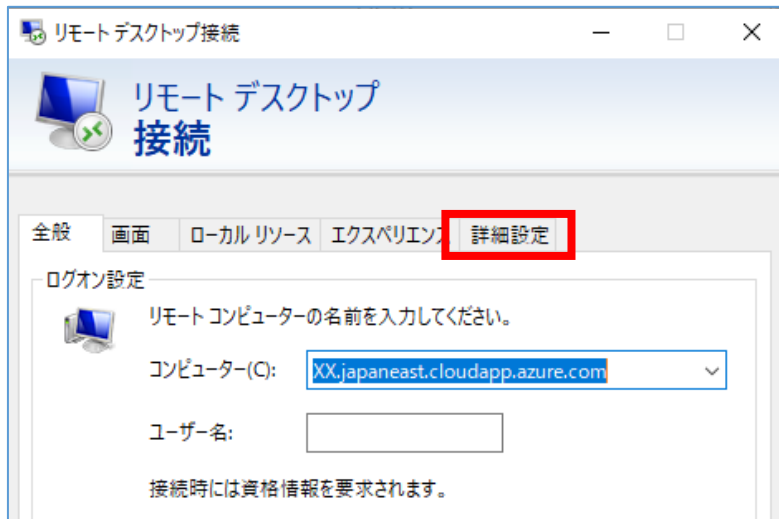 リモート デスクトップ接続
リモート デスクトップ
接続
全般 画面 ローカル リソース エクスペリエンス 詳細設定
ログオン設定
リモート コンピューターの名前を入力してください。
コンピューター(C): XX.japaneast.cloudapp.azure.com
ユーザー名:
接続時には資格情報を要求されます。